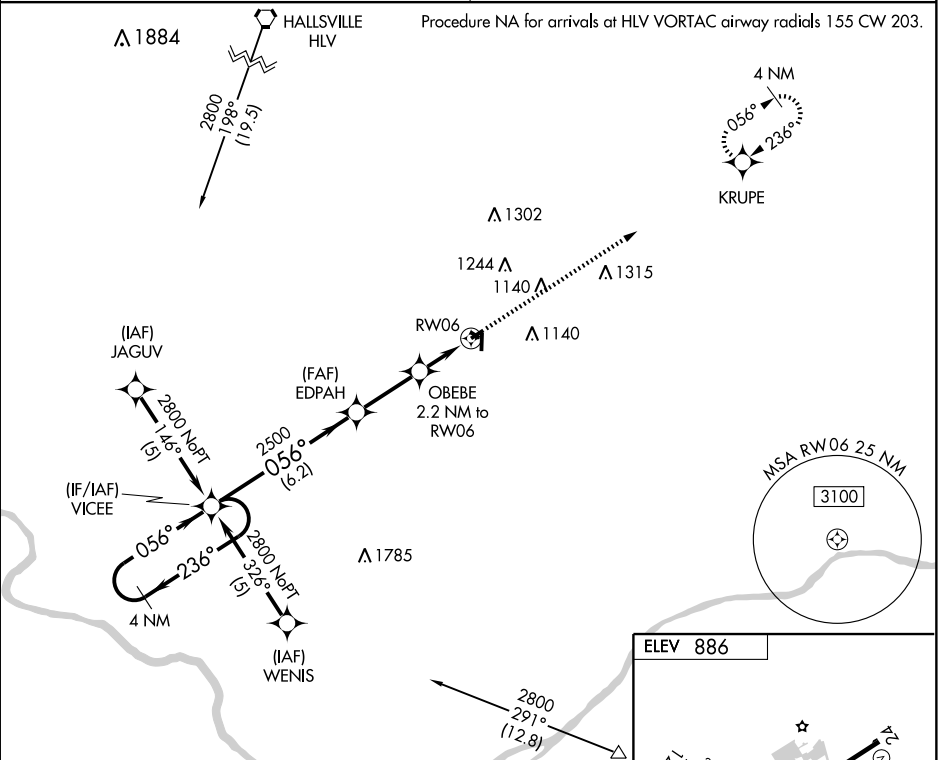 Procedure NA for arrivals at HLV VORTAC airway radials 155 CW 203.
HALLSVILLE
HLV
1884
2800
198°
(19.5)
4 NM
056°
236°
KRUPE
1302
1244
1140
1315
1140
RW06
(IAF)
JAGUV
(FAF)
EDPAH
OBEBE
2.2 NM to
RW06
2800 NoPT
146°
(5)
2500
056°
(6.2)
(IF/IAF)
VICEE
056°
236°
4 NM
2800 NoPT
326°
(5)
(IAF)
WENIS
1785
MSA RW06 25 NM
3100
2800
291°
(12.8)
ELEV 886
24